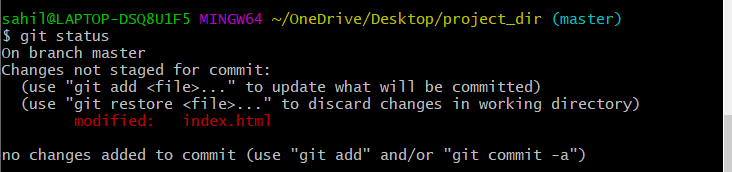 sahil@LAPTOP-DSQ8U1F5 MINGW64 ~/OneDrive/Desktop/project_dir (master)
$ git status
On branch master
Changes not staged for commit:
  (use "git add <file>..." to update what will be committed)
  (use "git restore <file>..." to discard changes in working directory)
        modified:   index.html

no changes added to commit (use "git add" and/or "git commit -a")